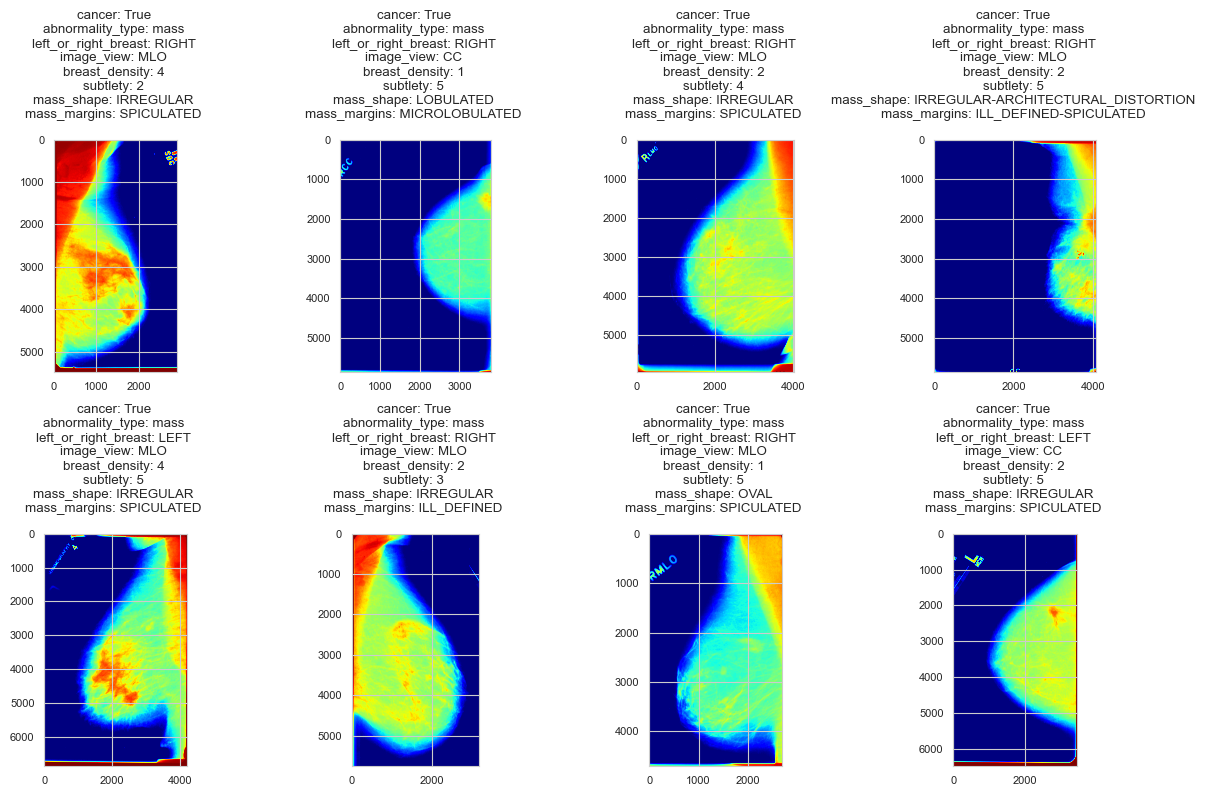 cancer: True
abnormality_type: mass
left_or_right_breast: RIGHT
image_view: MLO
breast_density: 4
subtlety: 2
mass_shape: IRREGULAR
mass_margins: SPICULATED
0
1000
2000
3000
4000
5000
0 1000 2000
cancer: True
abnormality_type: mass
left_or_right_breast: RIGHT
image_view: CC
breast_density: 1
subtlety: 5
mass_shape: LOBULATED
mass_margins: MICROLOBULATED
0
1000
2000
3000
4000
5000
0 1000 2000 3000
cancer: True
abnormality_type: mass
left_or_right_breast: RIGHT
image_view: MLO
breast_density: 2
subtlety: 4
mass_shape: IRREGULAR
mass_margins: SPICULATED
0
1000
2000
3000
4000
5000
0 2000 4000
cancer: True
abnormality_type: mass
left_or_right_breast: RIGHT
image_view: MLO
breast_density: 2
subtlety: 5
mass_shape: IRREGULAR-ARCHITECTURAL_DISTORTION
mass_margins: ILL_DEFINED-SPICULATED
0
1000
2000
3000
4000
5000
0 2000 4000
cancer: True
abnormality_type: mass
left_or_right_breast: LEFT
image_view: MLO
breast_density: 4
subtlety: 5
mass_shape: IRREGULAR
mass_margins: SPICULATED
0
1000
2000
3000
4000
5000
6000
0 2000 4000
cancer: True
abnormality_type: mass
left_or_right_breast: RIGHT
image_view: MLO
breast_density: 2
subtlety: 3
mass_shape: IRREGULAR
mass_margins: ILL_DEFINED
0
1000
2000
3000
4000
5000
0 2000
cancer: True
abnormality_type: mass
left_or_right_breast: RIGHT
image_view: MLO
breast_density: 1
subtlety: 5
mass_shape: OVAL
mass_margins: SPICULATED
0
RMLO
1000
2000
3000
4000
0 1000 2000
cancer: True
abnormality_type: mass
left_or_right_breast: LEFT
image_view: CC
breast_density: 2
subtlety: 5
mass_shape: IRREGULAR
mass_margins: SPICULATED
0
L
1000
2000
3000
4000
5000
6000
0 2000